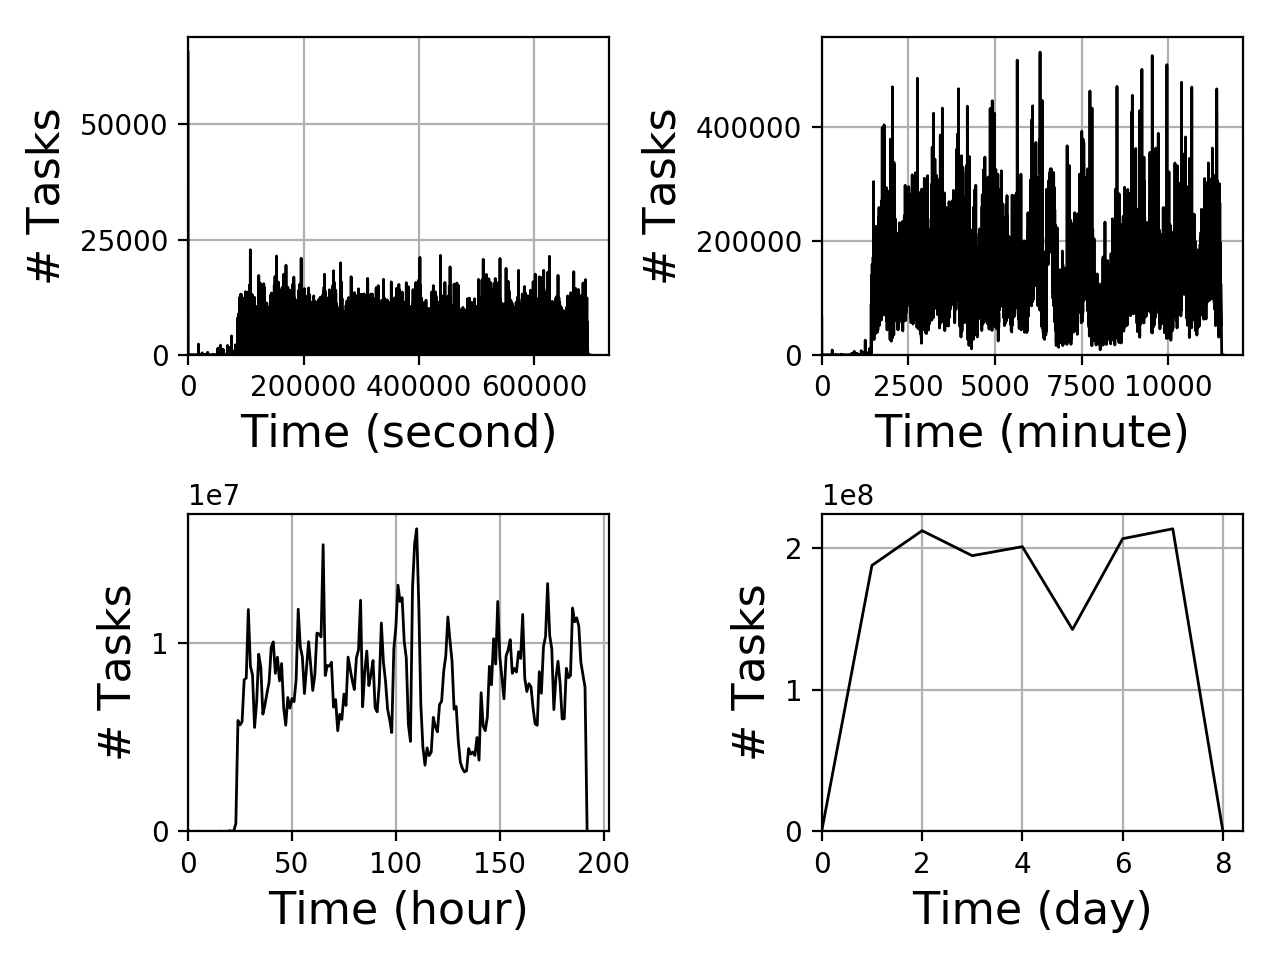 # Tasks
50000
25000
0
0 200000 400000 600000
Time (second)
# Tasks
400000
200000
0
0 2500 5000 7500 10000
Time (minute)
1e7
# Tasks
1
0
0 50 100 150 200
Time (hour)
1e8
# Tasks
2
1
0
0 2 4 6 8
Time (day)